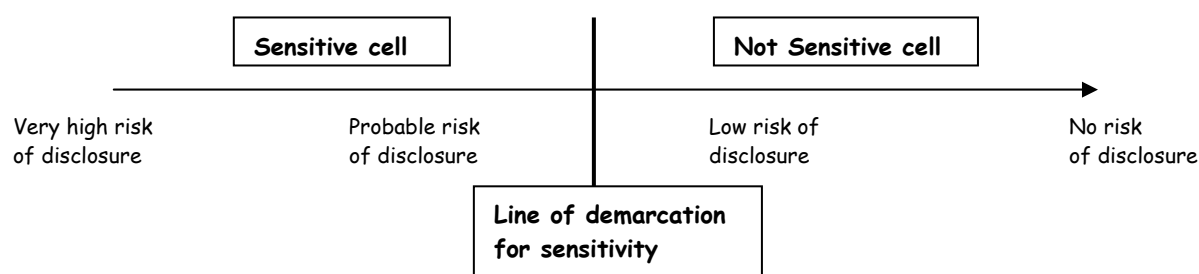 Sensitive cell
Not Sensitive cell
Very high risk
of disclosure
Probable risk
of disclosure
Low risk of
disclosure
No risk
of disclosure
Line of demarcation
for sensitivity